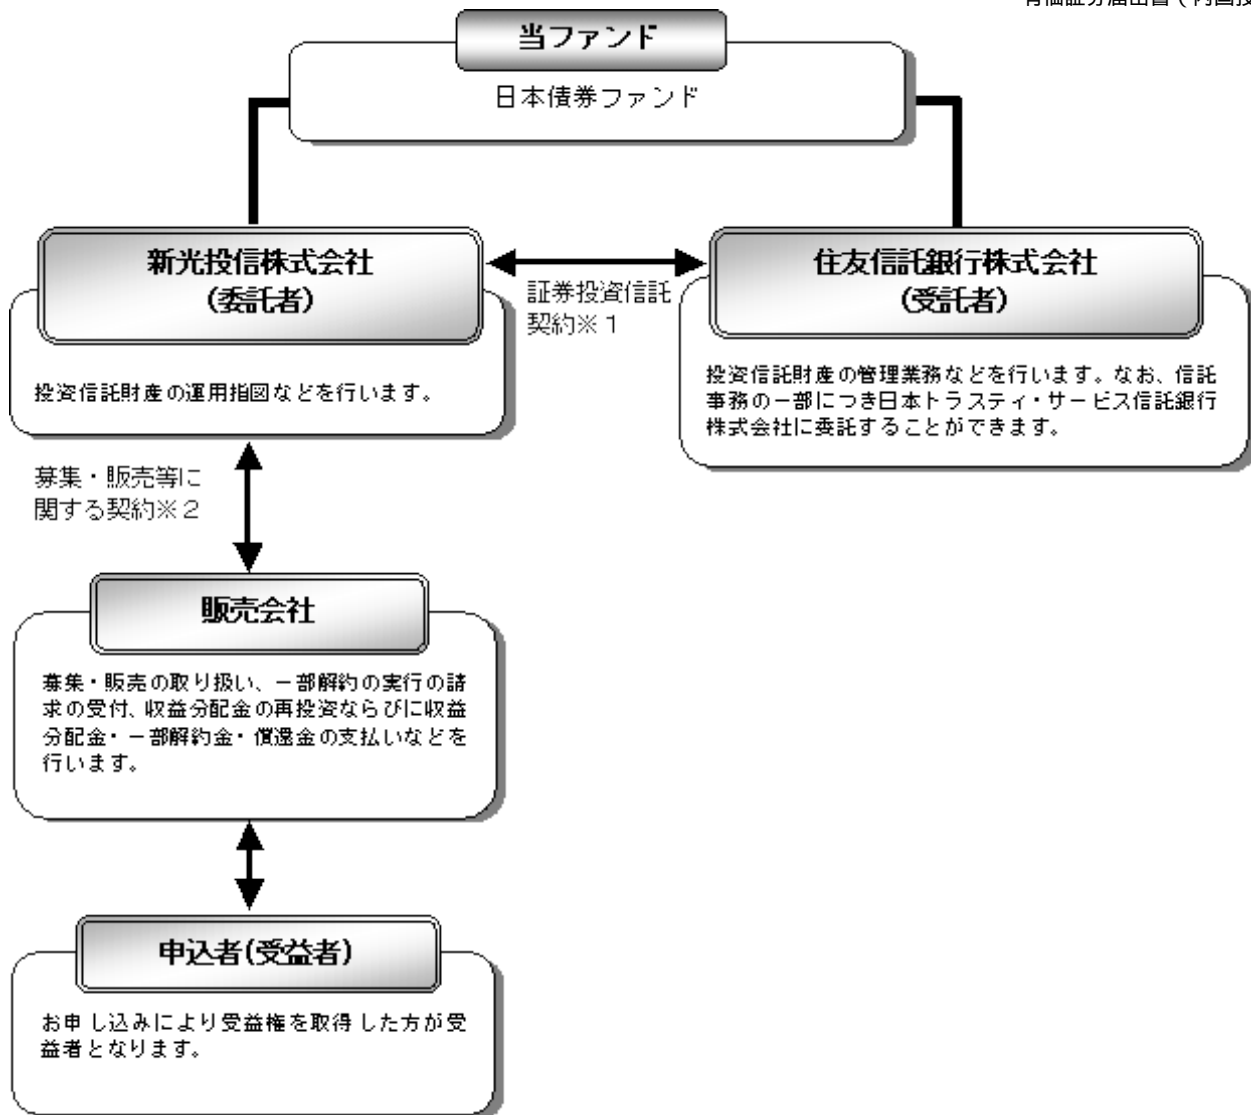 当ファンド
日本債券ファンド
新光投信株式会社
(委託者)
投資信託財産の運用指図などを行います。
証券投資信託
契約※1
住友信託銀行株式会社
(受託者)
投資信託財産の管理業務などを行います。なお、信託
事務の一部につき日本トラスティ・サービス信託銀行
株式会社に委託することができます。
募集・販売等に
関する契約※2
販売会社
募集・販売の取り扱い、一部解約の実行の請
求の受付、収益分配金の再投資ならびに収益
分配金・一部解約金・償還金の支払いなどを
行います。
申込者(受益者)
お申し込みにより受益権を取得した方が受
益者となります。